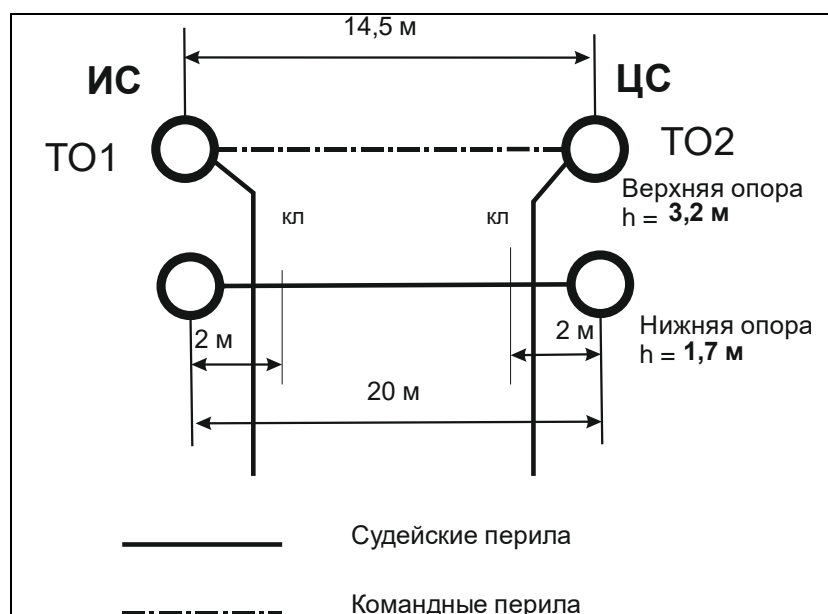 14,5 м
ИС
ЦС
ТО1
ТО2
Верхняя опора
h = 3,2 м
кл
кл
2 м
2 м
Нижняя опора
h = 1,7 м
20 м
Судейские перила
Командные перила